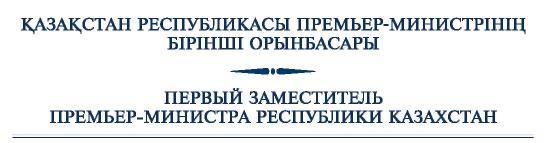 ҚАЗАҚСТАН РЕСПУБЛИКАСЫ ПРЕМЬЕР-МИНИСТРІНІҢ
БІРІНШІ ОРЫНБАСАРЫ
ПЕРВЫЙ ЗАМЕСТИТЕЛЬ
ПРЕМЬЕР-МИНИСТРА РЕСПУБЛИКИ КАЗАХСТАН